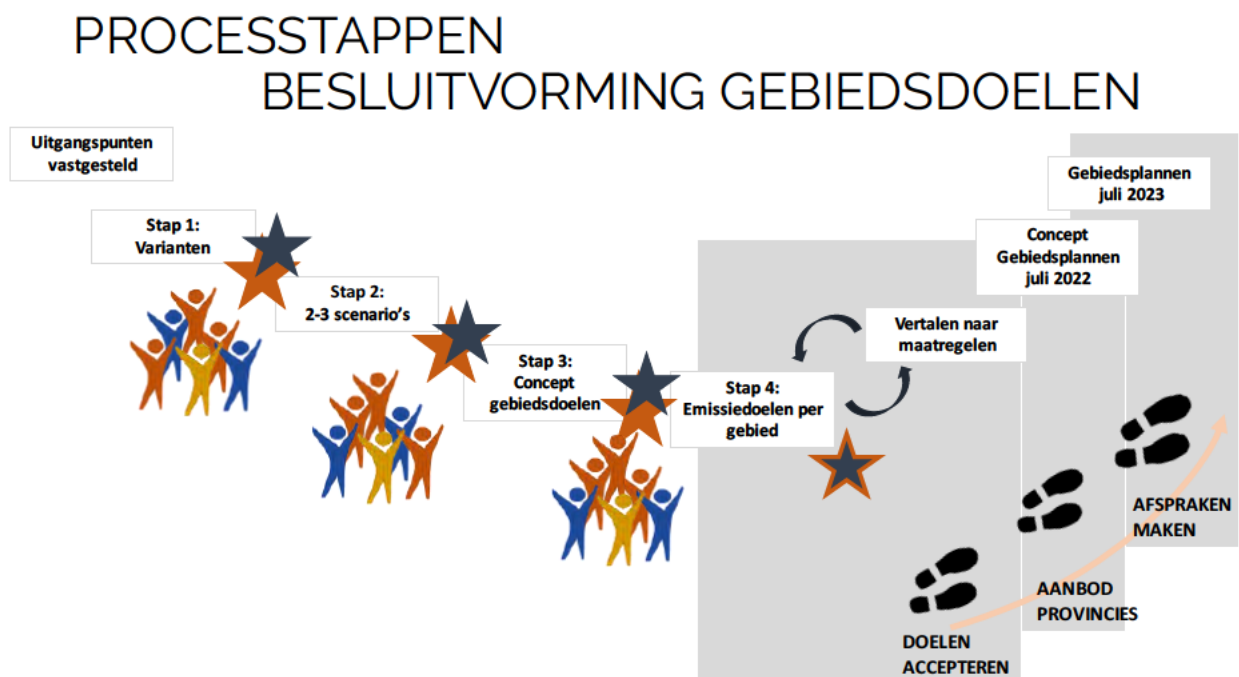 PROCESSTAPPEN
BESLUITVORMING GEBIEDSDOELEN
Uitgangspunten
vastgesteld
Stap 1:
Varianten
Stap 2:
2-3 scenario's
Stap 3:
Concept
gebiedsdoelen
Stap 4:
Emissiedoelen per
gebied
Vertalen naar
maatregelen
Concept
Gebiedsplannen
juli 2022
Gebiedsplannen
juli 2023
DOELEN
ACCEPTEREN
AANBOD
PROVINCIES
AFSPRAKEN
MAKEN